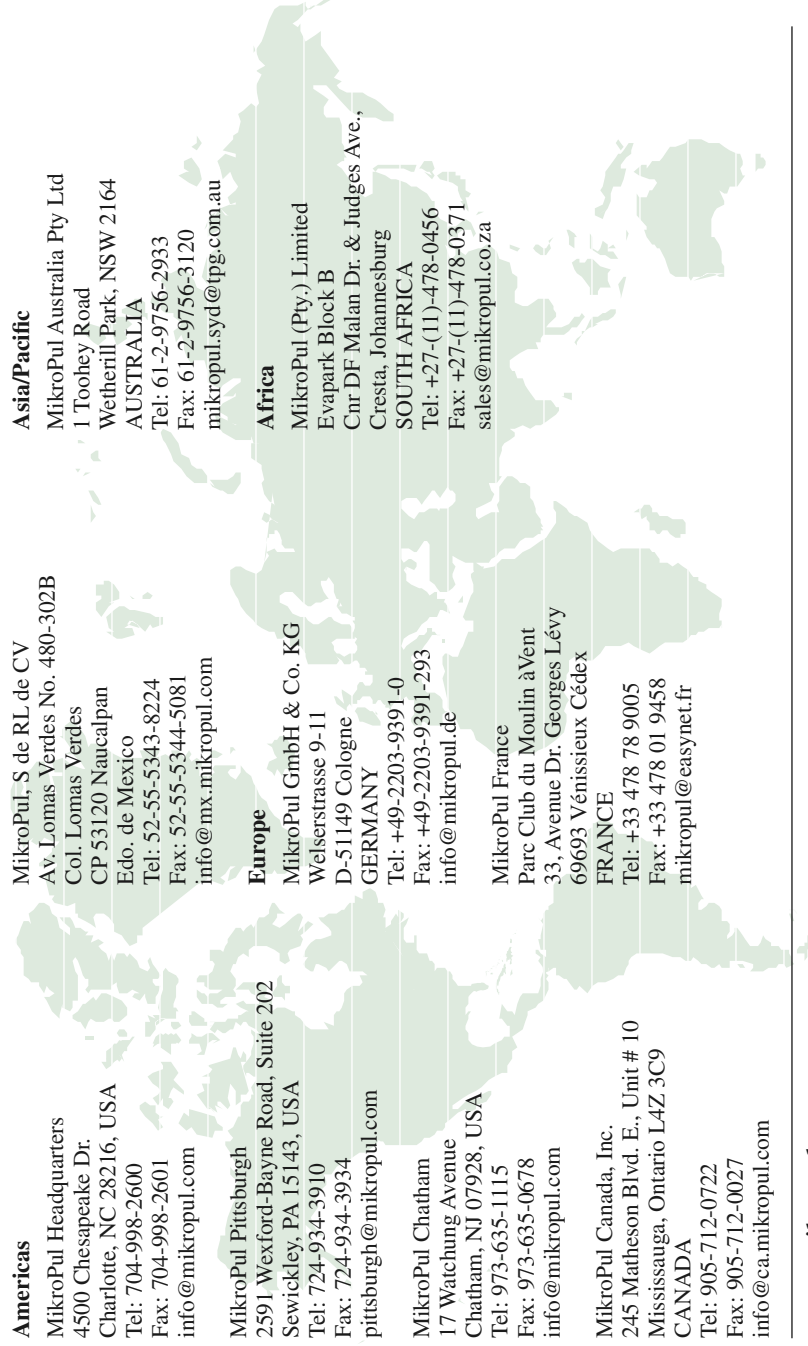 Americas
MikroPul Headquarters
4500 Chesapeake Dr.
Charlotte, NC 28216, USA
Tel: 704-998-2600
Fax: 704-998-2601
info@mikropul.com
MikroPul Pittsburgh
2591 Wexford-Bayne Road, Suite 202
Sewickley, PA 15143, USA
Tel: 724-934-3910
Fax: 724-934-3934
pittsburgh@mikropul.com
MikroPul Chatham
17 Watchung Avenue
Chatham, NJ 07928, USA
Tel: 973-635-1115
Fax: 973-635-0678
info@mikropul.com
MikroPul Canada, Inc.
245 Matheson Blvd. E., Unit # 10
Mississauga, Ontario L4Z 3C9
CANADA
Tel: 905-712-0722
Fax: 905-712-0027
info@ca.mikropul.com
MikroPul, S de RL de CV
Av. Lomas Verdes No. 480-302B
Col. Lomas Verdes
CP 53120 Naucalpan
Edo. de Mexico
Tel: 52-55-5343-8224
Fax: 52-55-5344-5081
info@mx.mikropul.com
Europe
MikroPul GmbH & Co. KG
Welserstrasse 9-11
D-51149 Cologne
GERMANY
Tel: +49-2203-9391-0
Fax: +49-2203-9391-293
info@mikropul.de
MikroPul France
Parc Club du Moulin àVent
33, Avenue Dr. Georges Lévy
69693 Vénissieux Cédex
FRANCE
Tel: +33 478 78 9005
Fax: +33 478 01 9458
mikropul@easynet.fr
Asia/Pacific
MikroPul Australia Pty Ltd
1 Toohey Road
Wetherill Park, NSW 2164
AUSTRALIA
Tel: 61-2-9756-2933
Fax: 61-2-9756-3120
mikropul.syd@tpg.com.au
Africa
MikroPul (Pty.) Limited
Evapark Block B
Cnr DF Malan Dr. & Judges Ave.,
Cresta, Johannesburg
SOUTH AFRICA
Tel: +27-(11)-478-0456
Fax: +27-(11)-478-0371
sales@mikropul.co.za